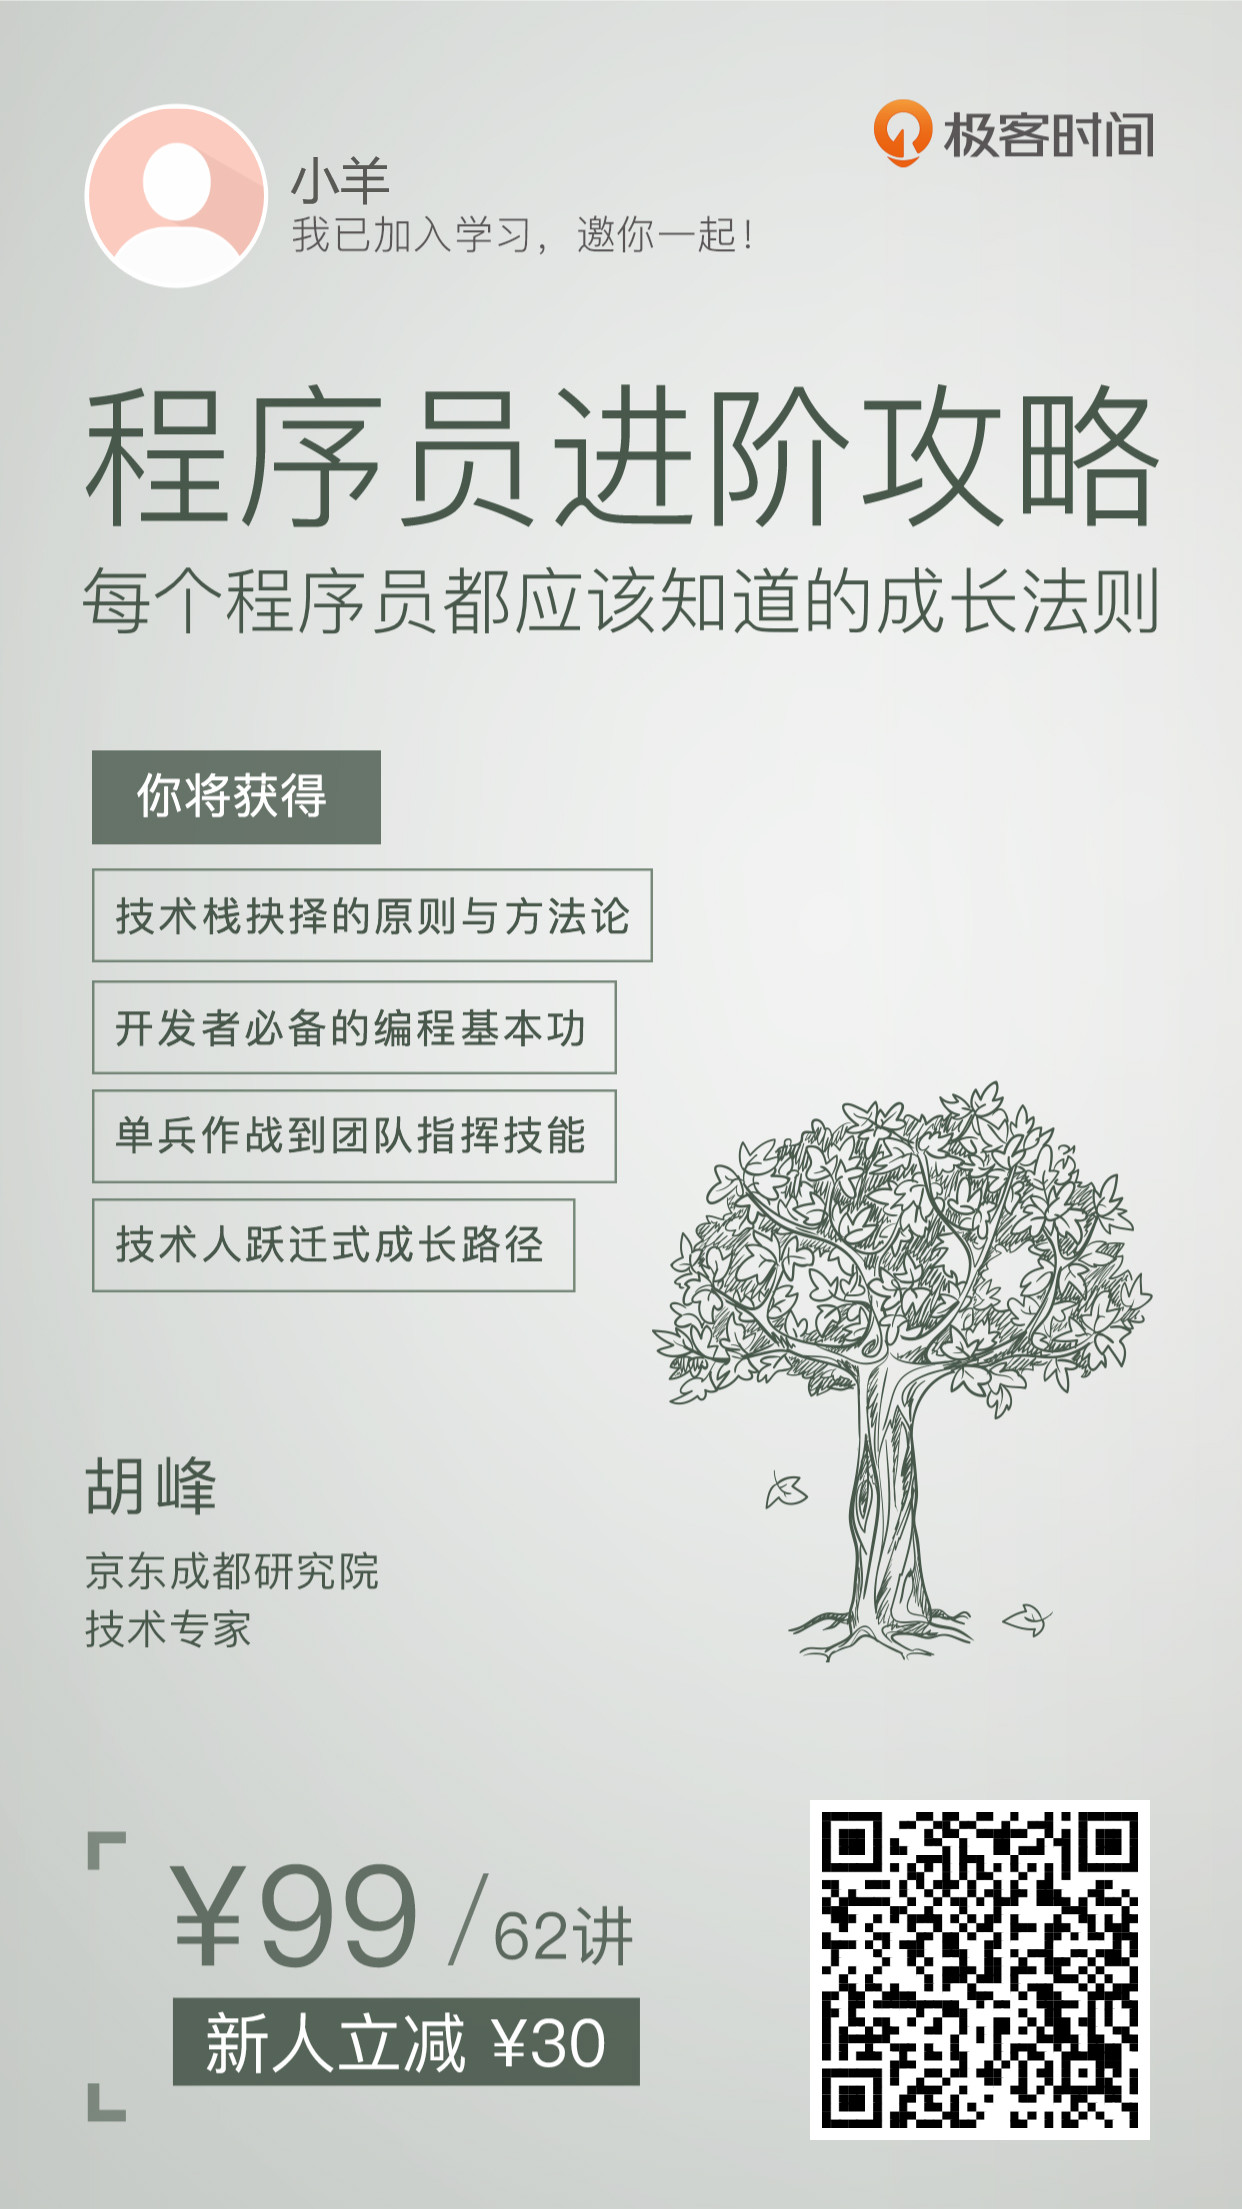 极客时间
小羊
我已加入学习，邀你一起！
程序员进阶攻略
每个程序员都应该知道的成长法则
你将获得
技术栈抉择的原则与方法论
开发者必备的编程基本功
单兵作战到团队指挥技能
技术人跃迁式成长路径
胡峰
京东成都研究院
技术专家
¥99 / 62讲
新人立减 ¥30